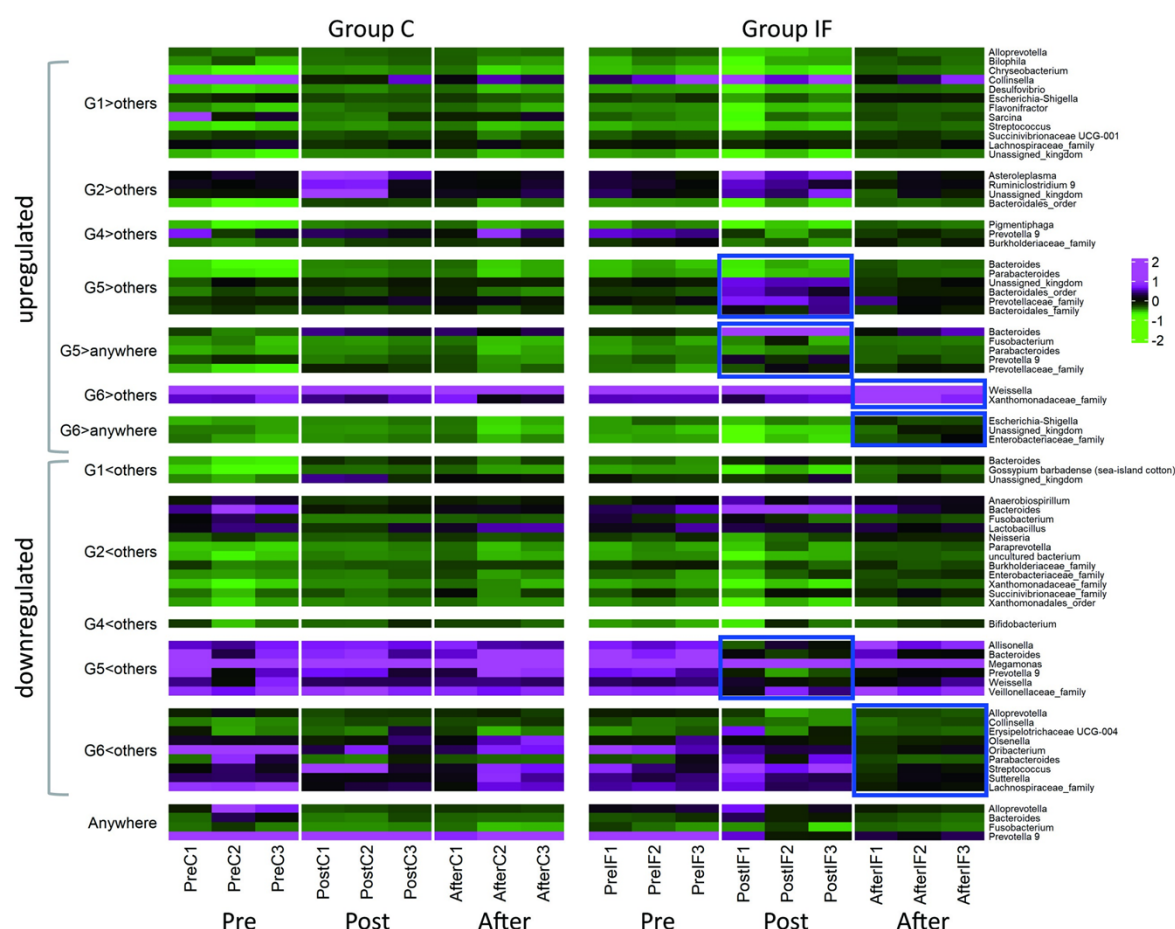 Group C
Group IF
upregulated
G1>others
Alloprevotella
Bilophila
Chryseobacterium
Collinsella
Desulfovibrio
Escherichia-Shigella
Flavonifractor
Sarcina
Streptococcus
Succinivibrionaceae UCG-001
Lachnospiraceae_family
Unassigned_kingdom
G2>others
Asteroleplasma
Ruminiclostridium 9
Unassigned_kingdom
Bacteroidales_order
G4>others
Pigmentiphaga
Prevotella 9
Burkholderiaceae_family
G5>others
Bacteroides
Parabacteroides
Unassigned_kingdom
Bacteroidales_order
Prevotellaceae_family
Bacteroidales_family
2
1
0
-1
-2
G5>anywhere
Bacteroides
Fusobacterium
Parabacteroides
Prevotella 9
Prevotellaceae_family
G6>others
Weissella
Xanthomonadaceae_family
G6>anywhere
Escherichia-Shigella
Unassigned_kingdom
Enterobacteriaceae_family
downregulated
G1<others
Bacteroides
Gossypium barbadense (sea-island cotton)
Unassigned_kingdom
G2<others
Anaerobiospirillum
Bacteroides
Fusobacterium
Lactobacillus
Neisseria
Paraprevotella
uncultured bacterium
Burkholderiaceae_family
Enterobacteriaceae_family
Xanthomonadaceae_family
Succinivibrionaceae_family
Xanthomonadales_order
G4<others
Bifidobacterium
G5<others
Allisonella
Bacteroides
Megamonas
Prevotella 9
Weissella
Veillonellaceae_family
G6<others
Alloprevotella
Collinsella
Erysipelotrichaceae UCG-004
Olsenella
Oribacterium
Parabacteroides
Streptococcus
Sutterella
Lachnospiraceae_family
Anywhere
Alloprevotella
Bacteroides
Fusobacterium
Prevotella 9
PreC1
PreC2
PreC3
PostC1
PostC2
PostC3
AfterC1
AfterC2
AfterC3
PreIF1
PreIF2
PreIF3
PostIF1
PostIF2
PostIF3
AfterIF1
AfterIF2
AfterIF3
Pre
Post
After
Pre
Post
After